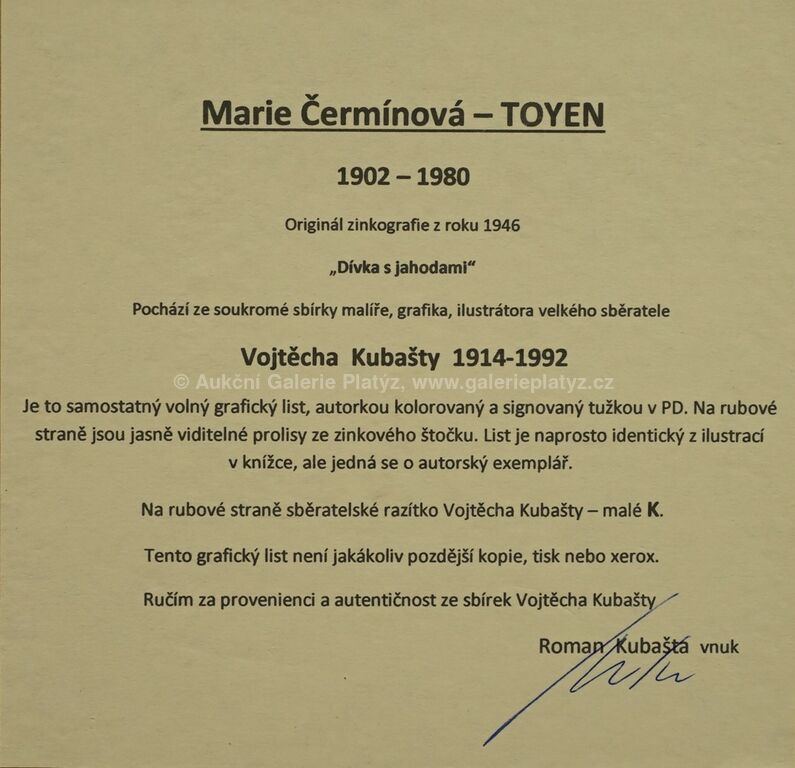 Marie Čermínová – TOYEN
1902 – 1980
Originál zinkografie z roku 1946
„Dívka s jahodami“
Pochází ze soukromé sbírky malíře, grafika, ilustrátora velkého sběratele
Vojtěcha Kubašty 1914-1992
© Aukční Galerie Platýz, www.galerieplatyz.cz
Je to samostatný volný grafický list, autorkou kolorovaný a signovaný tužkou v PD. Na rubové
straně jsou jasně viditelné prolisy ze zinkového štočku. List je naprosto identický z ilustrací
v knížce, ale jedná se o autorský exemplář.
Na rubové straně sběratelské razítko Vojtěcha Kubašty – malé K.
Tento grafický list není jakákoliv pozdější kopie, tisk nebo xerox.
Ručím za provenienci a autentičnost ze sbírek Vojtěcha Kubašty
Roman Kubašta vnuk